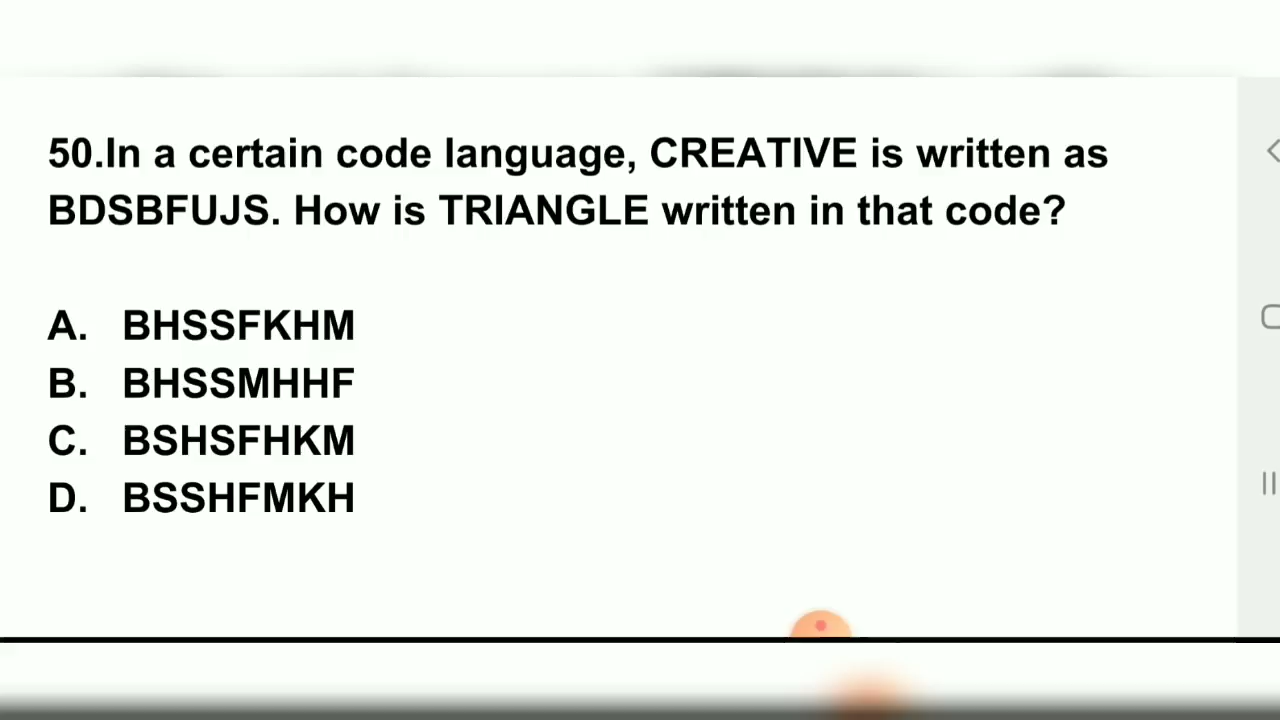 50.In a certain code language, CREATIVE is written as
BDSBFUJS. How is TRIANGLE written in that code?
A. BHSSFKHM
B. BHSSMHHF
C. BSHSFHKM
D. BSSHFMKH